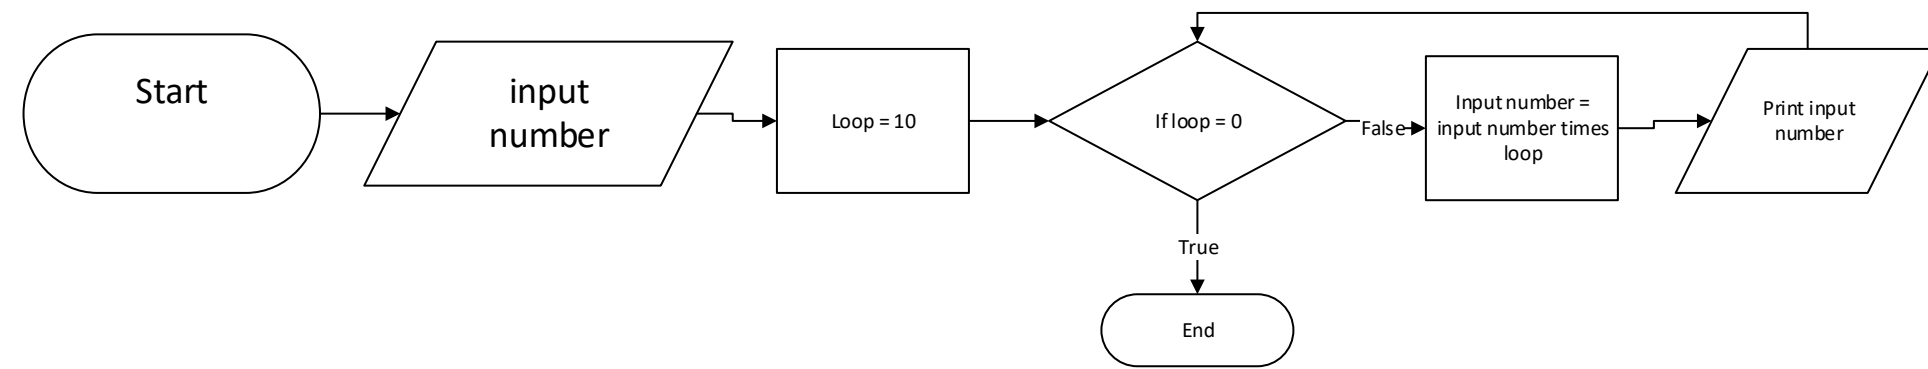 Start
input
number
Loop = 10
If loop = 0
False
Input number =
input number times
loop
Print input
number
True
End